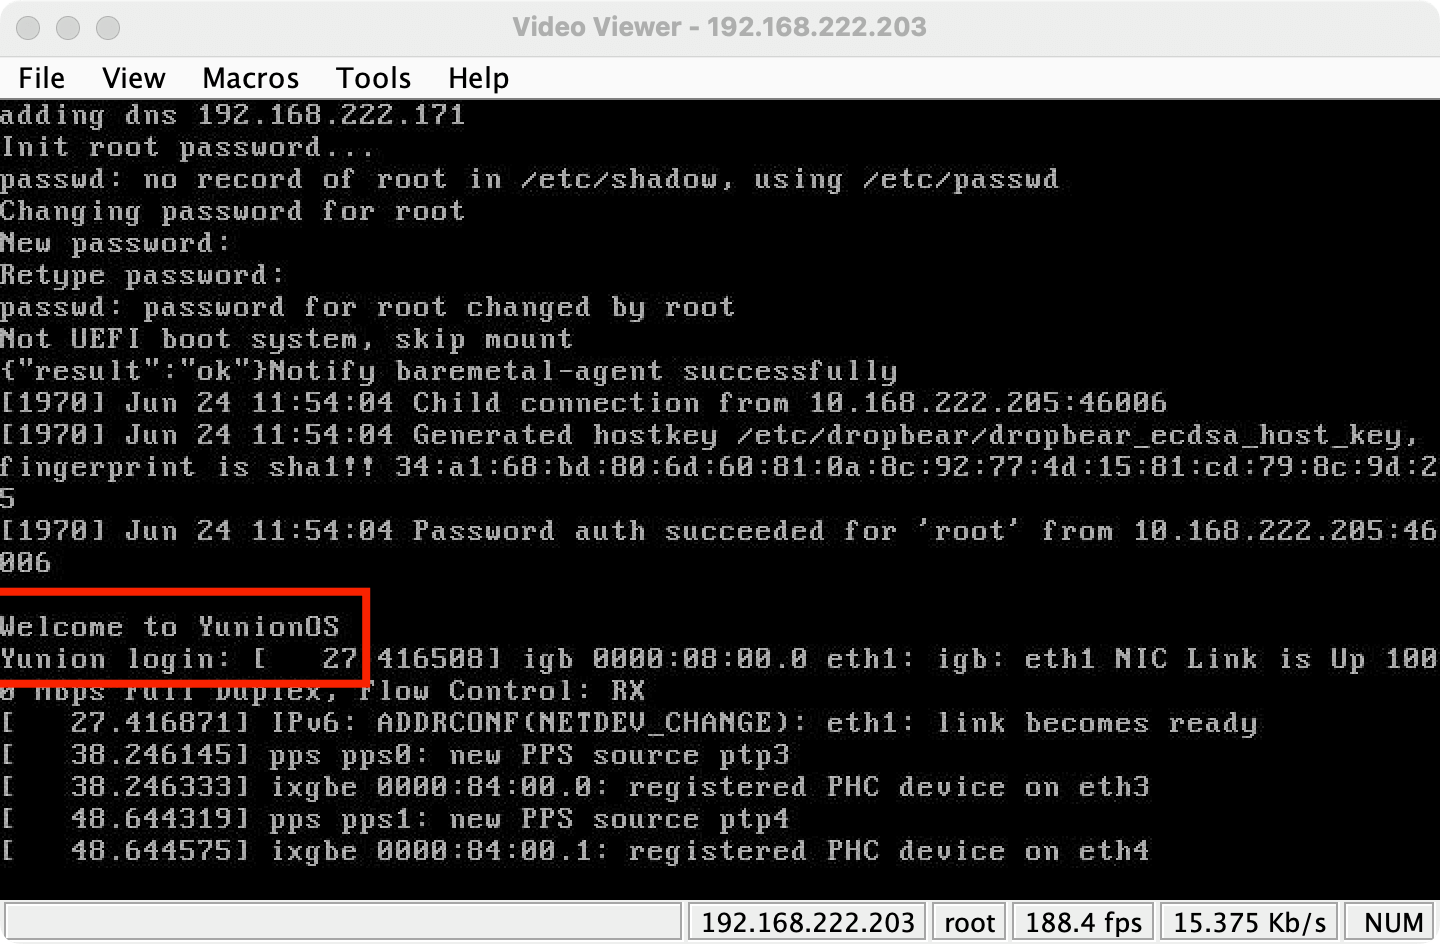 Video Viewer - 192.168.222.203
File View Macros Tools Help
adding dns 192.168.222.171
Init root password...
passwd: no record of root in /etc/shadow, using /etc/passwd
Changing password for root
New password:
Retype password:
passwd: password for root changed by root
Not UEFI boot system, skip mount
{"result":"ok"}Notify baremetal-agent successfully
[1970] Jun 24 11:54:04 Child connection from 10.168.222.205:46006
[1970] Jun 24 11:54:04 Generated hostkey /etc/dropbear/dropbear_ecdsa_host_key,
fingerprint is sha1!! 34:a1:68:bd:80:6d:60:81:0a:8c:92:77:4d:15:81:cd:79:8c:9d:2
5
[1970] Jun 24 11:54:04 Password auth succeeded for 'root' from 10.168.222.205:46
006
Welcome to YunionOS
Yunion login: [   27.416508] igb 0000:08:00.0 eth1: igb: eth1 NIC Link is Up 100
0 Mbps Full Duplex, Flow Control: RX
[   27.416871] IPv6: ADDRCONF(NETDEV_CHANGE): eth1: link becomes ready
[   38.246145] pps pps0: new PPS source ptp3
[   38.246333] ixgbe 0000:84:00.0: registered PHC device on eth3
[   48.644319] pps pps1: new PPS source ptp4
[   48.644575] ixgbe 0000:84:00.1: registered PHC device on eth4
192.168.222.203 root 188.4 fps 15.375 Kb/s NUM